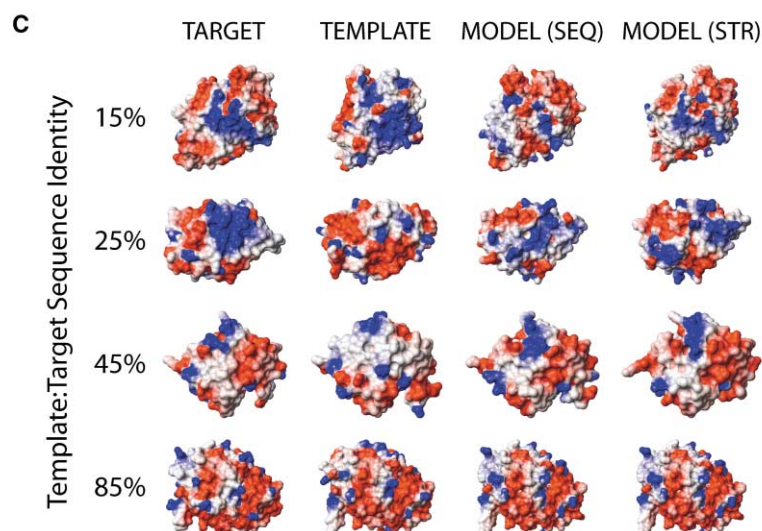 C
TARGET TEMPLATE MODEL (SEQ) MODEL (STR)
Template:Target Sequence Identity
15%
25%
45%
85%